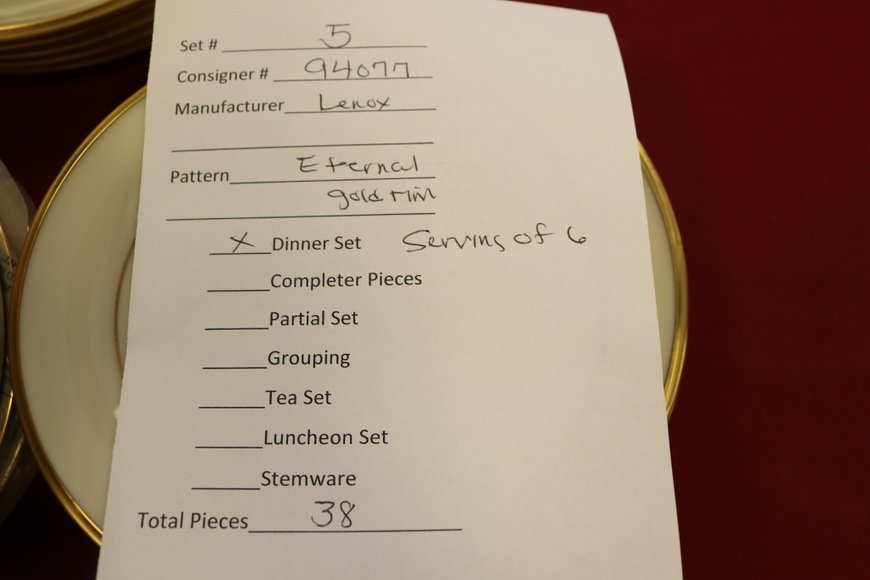 Set # 5
Consigner # 94077
Manufacturer Lenox
Pattern Eternal
gold rim
X Dinner Set Serving of 6
Completer Pieces
Partial Set
Grouping
Tea Set
Luncheon Set
Stemware
Total Pieces 38